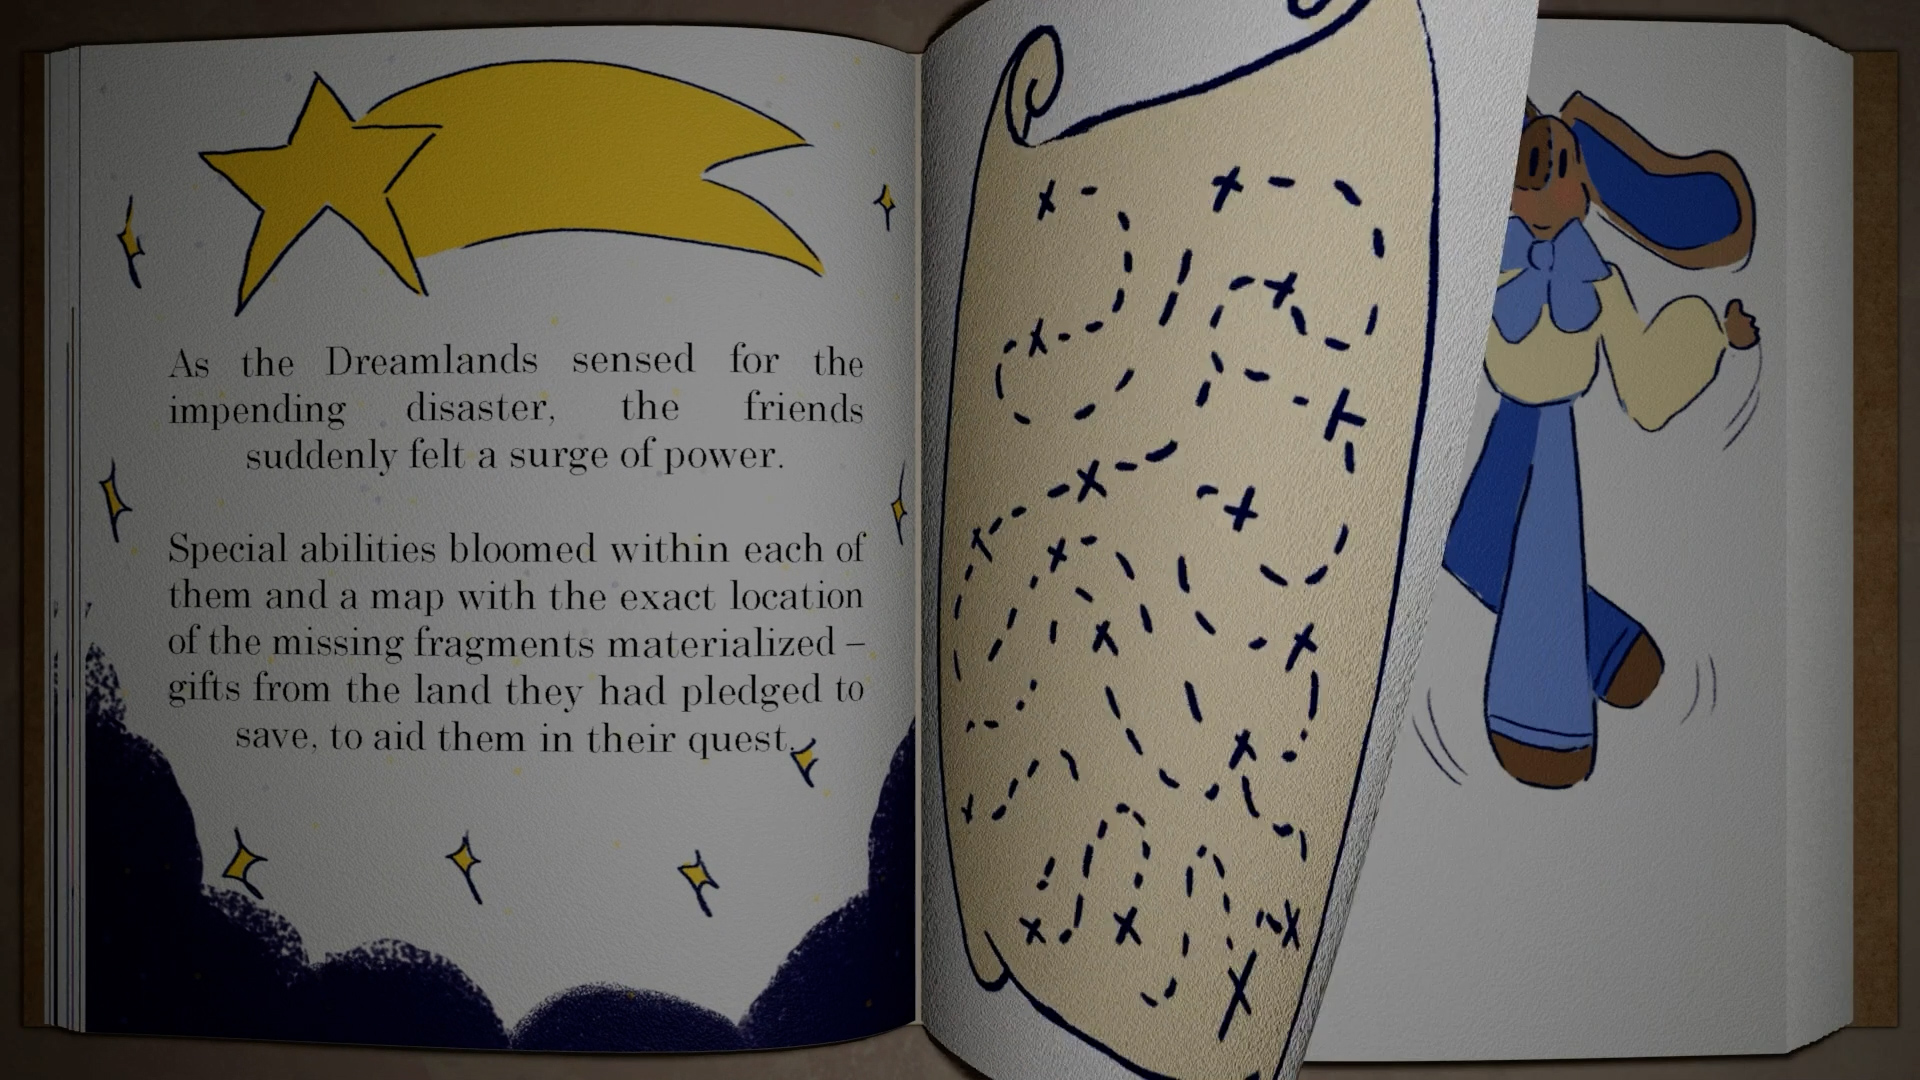 As the Dreamlands sensed for the
impending disaster, the friends
suddenly felt a surge of power.
Special abilities bloomed within each of
them and a map with the exact location
of the missing fragments materialized –
gifts from the land they had pledged to
save, to aid them in their quest.